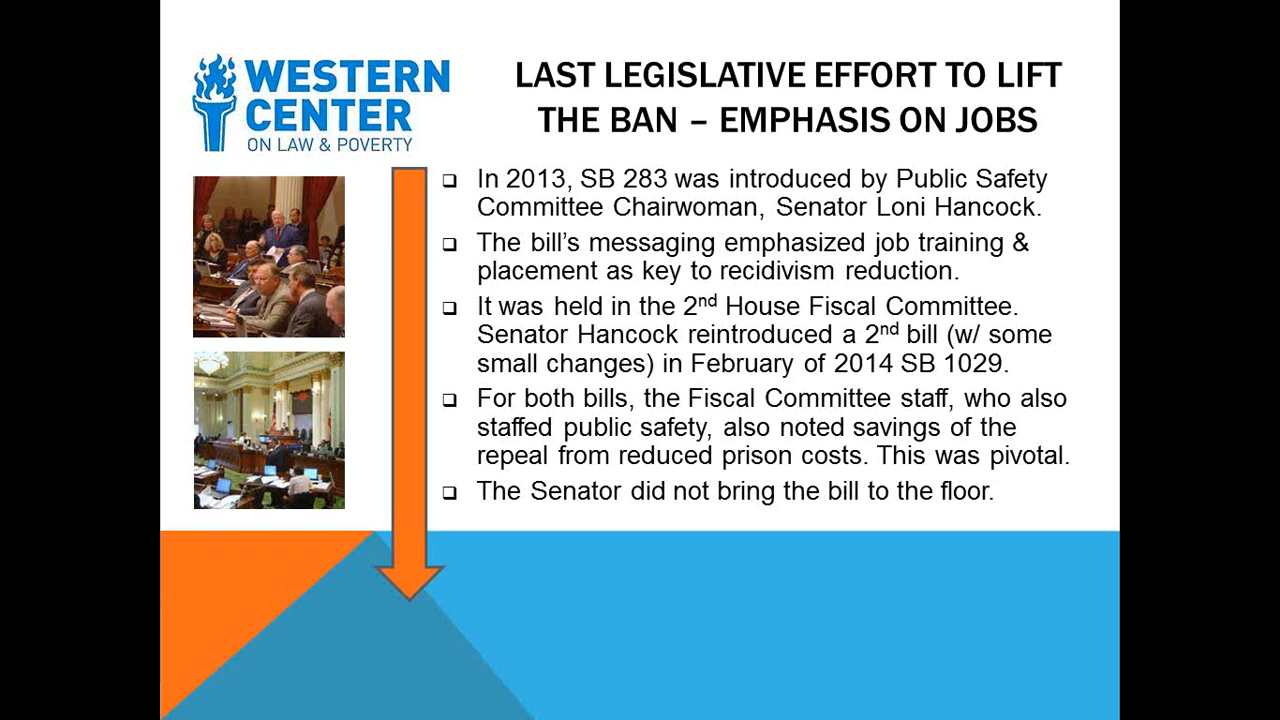 WESTERN
CENTER
ON LAW & POVERTY
LAST LEGISLATIVE EFFORT TO LIFT
THE BAN – EMPHASIS ON JOBS
❑ In 2013, SB 283 was introduced by Public Safety
Committee Chairwoman, Senator Loni Hancock.
❑ The bill’s messaging emphasized job training &
placement as key to recidivism reduction.
❑ It was held in the 2nd House Fiscal Committee.
Senator Hancock reintroduced a 2nd bill (w/ some
small changes) in February of 2014 SB 1029.
❑ For both bills, the Fiscal Committee staff, who also
staffed public safety, also noted savings of the
repeal from reduced prison costs. This was pivotal.
❑ The Senator did not bring the bill to the floor.